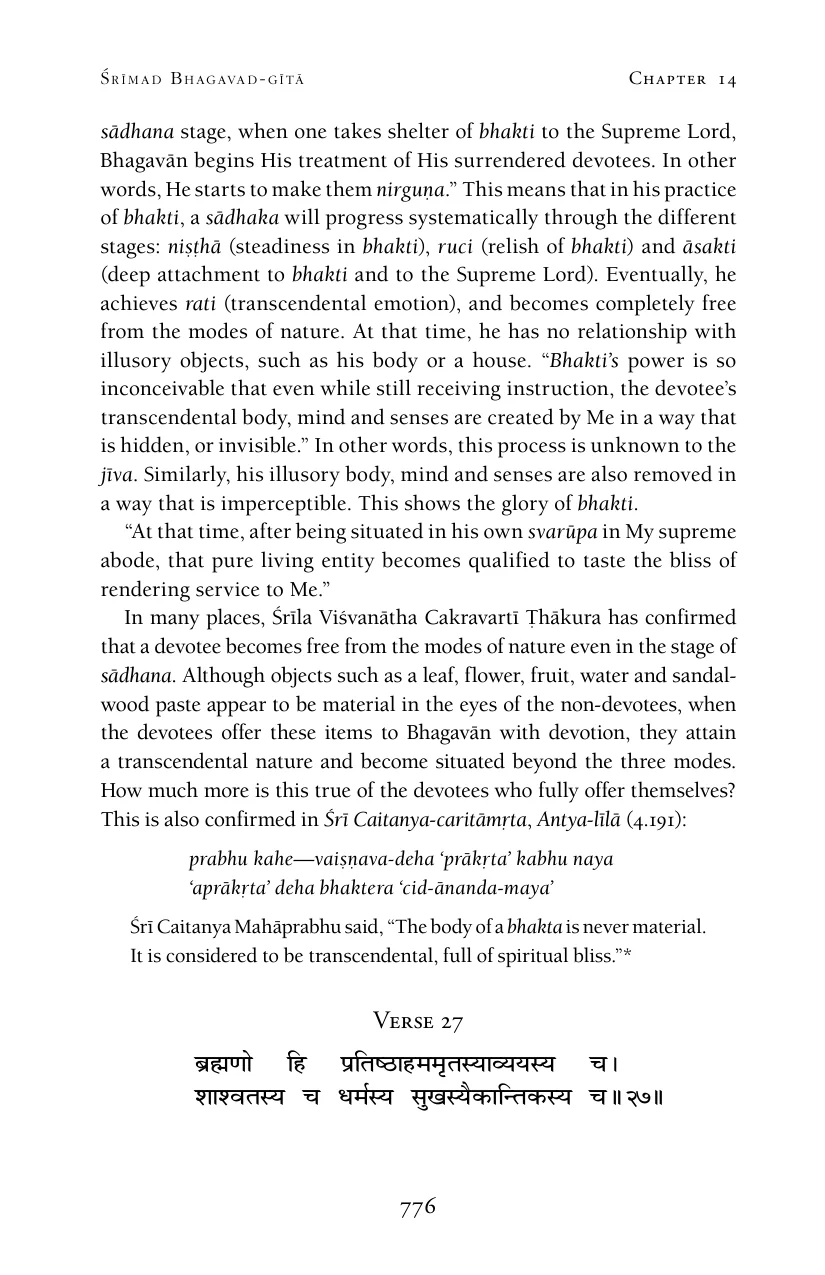 Śrīmad Bhagavad-gītā Chapter 14
sādhana stage, when one takes shelter of bhakti to the Supreme Lord,
Bhagavān begins His treatment of His surrendered devotees. In other
words, He starts to make them nirguṇa.” This means that in his practice
of bhakti, a sādhaka will progress systematically through the different
stages: niṣṭhā (steadiness in bhakti), ruci (relish of bhakti) and āsakti
(deep attachment to bhakti and to the Supreme Lord). Eventually, he
achieves rati (transcendental emotion), and becomes completely free
from the modes of nature. At that time, he has no relationship with
illusory objects, such as his body or a house. “Bhakti’s power is so
inconceivable that even while still receiving instruction, the devotee’s
transcendental body, mind and senses are created by Me in a way that
is hidden, or invisible.” In other words, this process is unknown to the
jīva. Similarly, his illusory body, mind and senses are also removed in
a way that is imperceptible. This shows the glory of bhakti.
“At that time, after being situated in his own svarūpa in My supreme
abode, that pure living entity becomes qualified to taste the bliss of
rendering service to Me.”
In many places, Śrīla Viśvanātha Cakravartī Ṭhākura has confirmed
that a devotee becomes free from the modes of nature even in the stage of
sādhana. Although objects such as a leaf, flower, fruit, water and sandal-
wood paste appear to be material in the eyes of the non-devotees, when
the devotees offer these items to Bhagavān with devotion, they attain
a transcendental nature and become situated beyond the three modes.
How much more is this true of the devotees who fully offer themselves?
This is also confirmed in Śrī Caitanya-caritāmṛta, Antya-līlā (4.191):
prabhu kahe—vaiṣṇava-deha ‘prākṛta’ kabhu naya
‘aprākṛta’ deha bhaktera ‘cid-ānanda-maya’
Śrī Caitanya Mahāprabhu said, “The body of a bhakta is never material.
It is considered to be transcendental, full of spiritual bliss.”*
Verse 27
ब्रह्मणो हि प्रतिष्ठाहममृतस्याव्ययस्य च।
शाश्वतस्य च धर्मस्य सुखस्यैकान्तिकस्य च॥२७॥
776